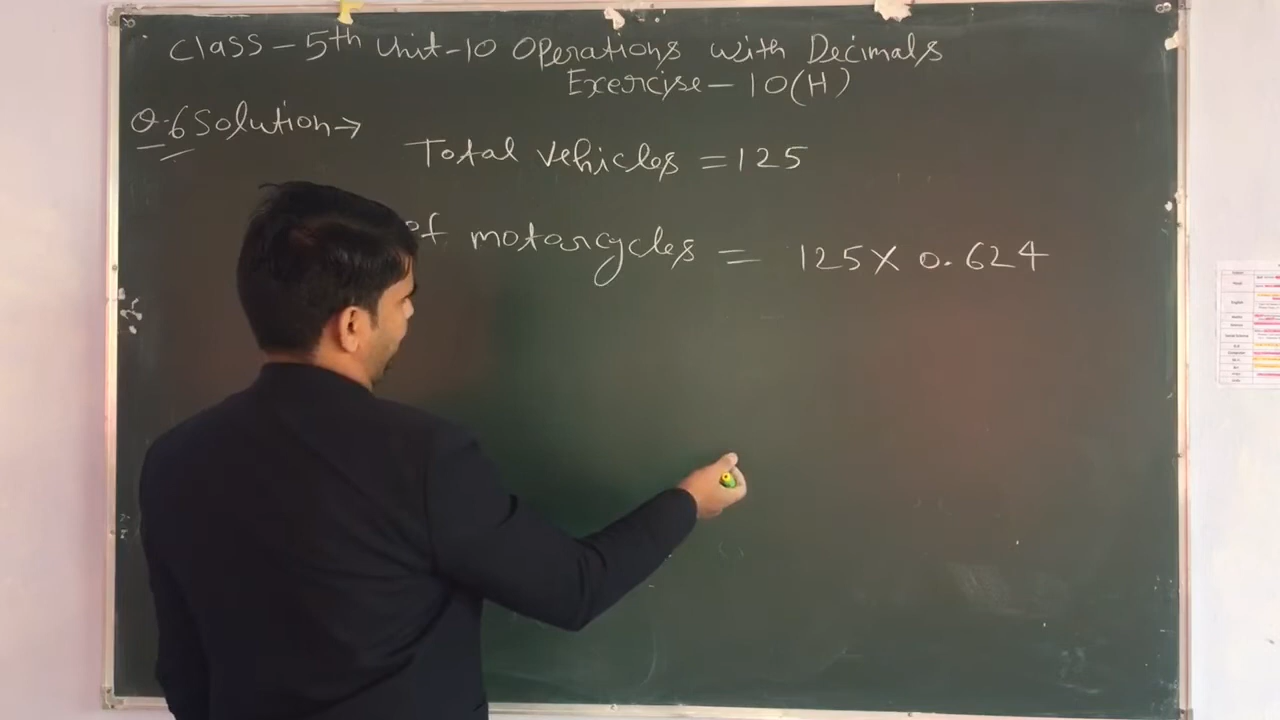 Class - 5th Unit-10 Operations with Decimals
Exercise - 10(H)
Q.6 Solution→
Total vehicles = 125
of motorcycles = 125 X 0.624